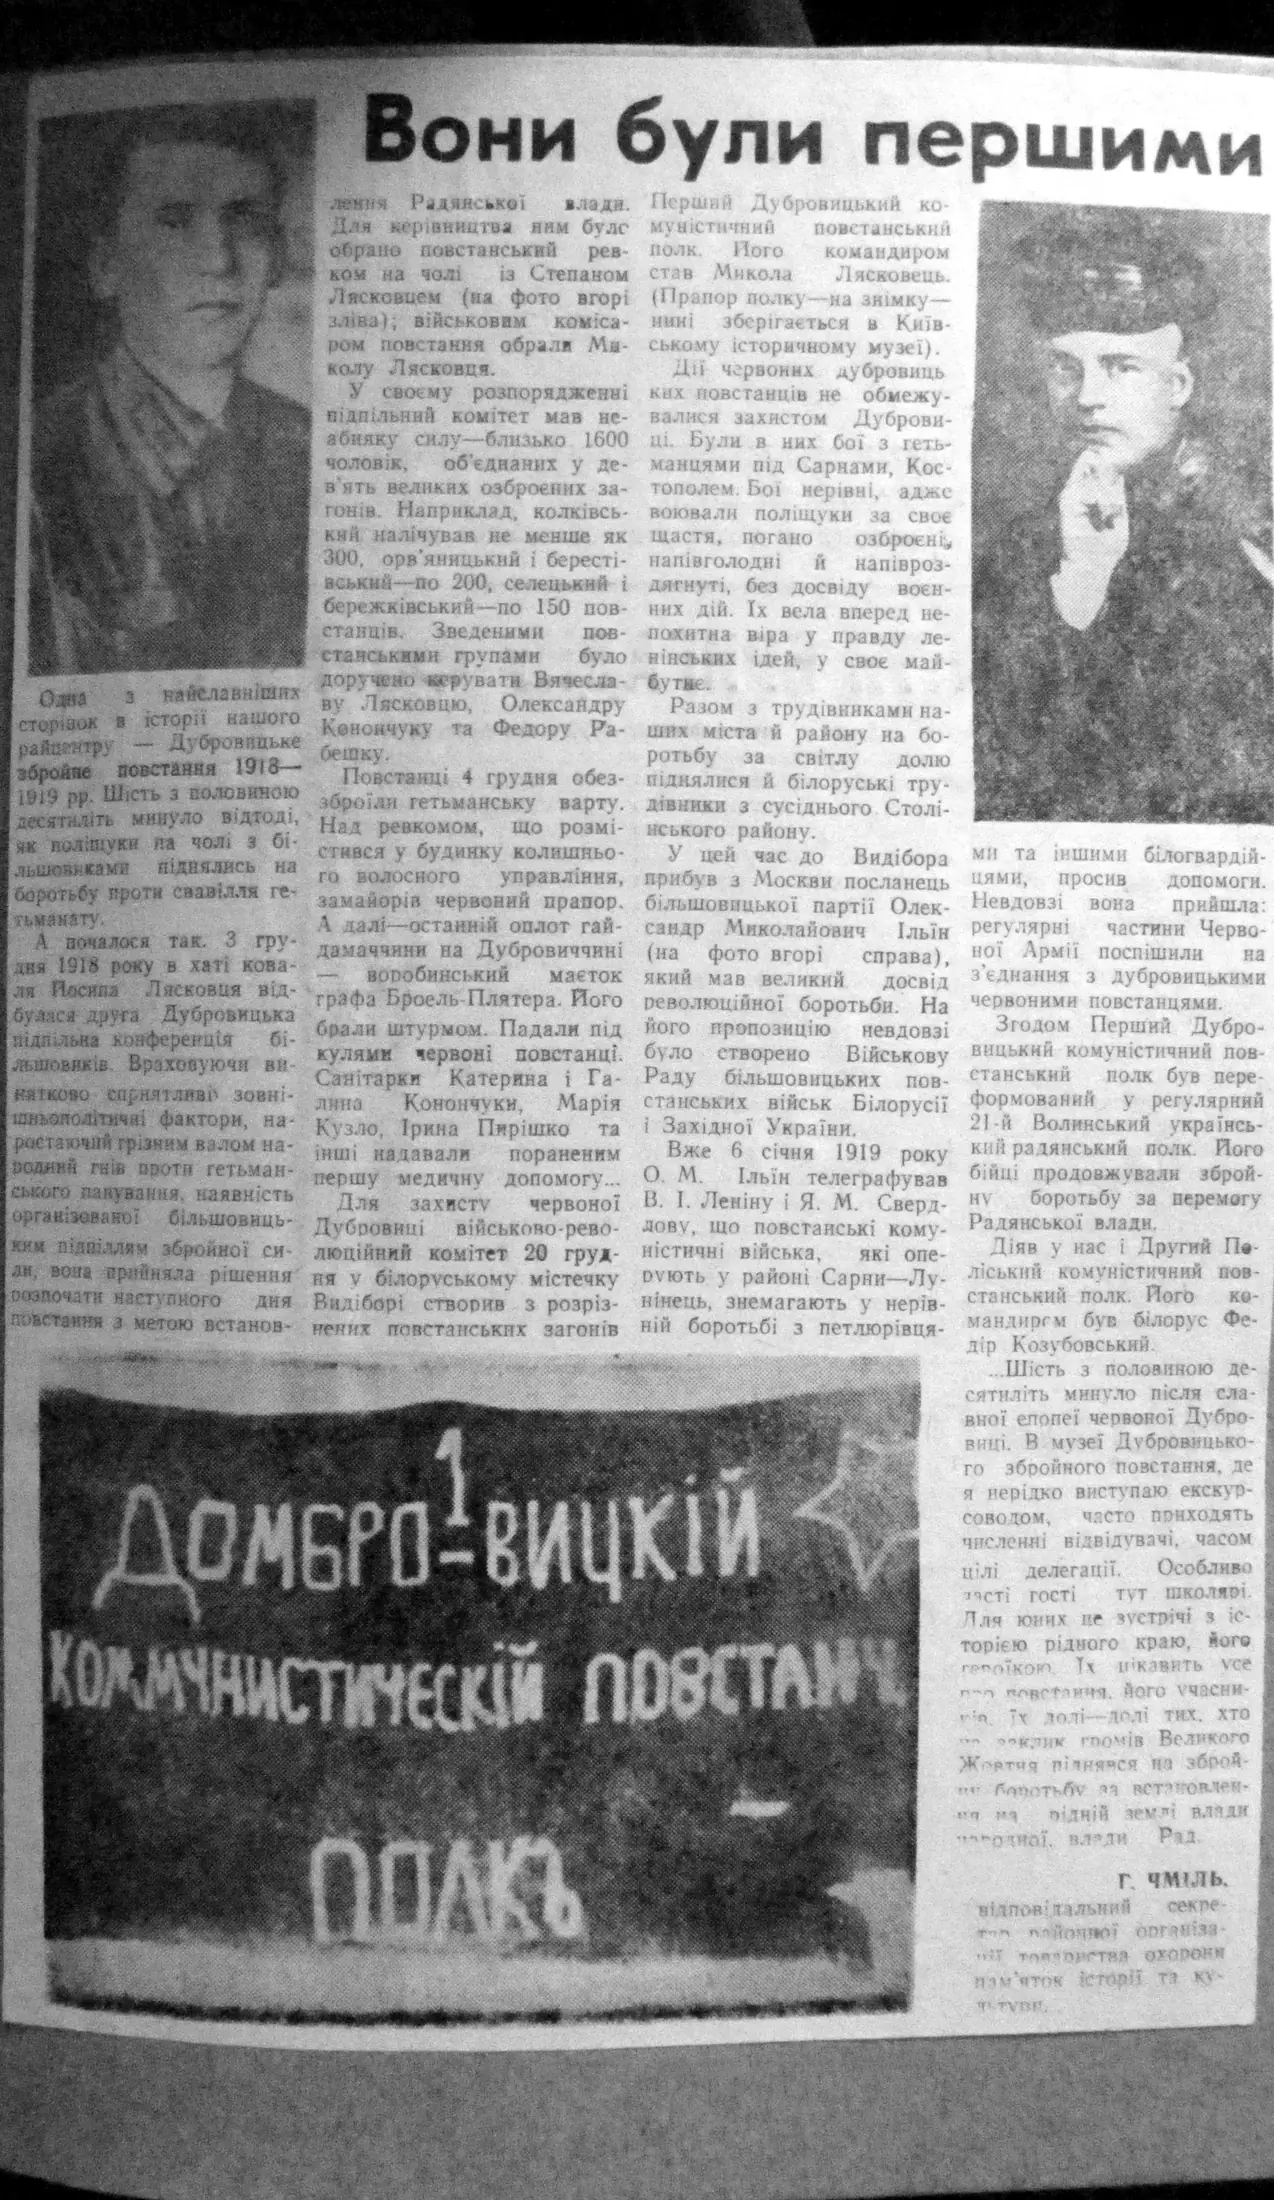 Вони були першими
Одна з найславніших
сторінок в історії нашого
райцентру — Дубровицьке
збройне повстання 1918—
1919 рр. Шість з половиною
десятиліть минуло відтоді,
як поліщуки на чолі з бі-
льшовиками піднялись на
боротьбу проти свавілля ге-
тьманату.
А почалося так. 3 гру-
дня 1918 року в хаті кова-
ля Йосипа Лясковця від-
булася друга Дубровицька
підпільна конференція бі-
льшовиків. Враховуючи ви-
нятково сприятливі зовні-
шньополітичні фактори, на-
ростаючий грізним валом на-
родний гнів проти гетьман-
ського панування, наявність
організованої більшовиць-
ким підпіллям збройної си-
ли, вона прийняла рішення
розпочати наступного дня
повстання з метою встанов-
лення Радянської влади.
Для керівництва ним було
обрано повстанський рев-
ком на чолі із Степаном
Лясковцем (на фото вгорі
зліва); військовим коміса-
ром повстання обрали Ми-
колу Лясковця.
У своєму розпорядженні
підпільний комітет мав не-
абияку силу—близько 1600
чоловік, об'єднаних у де-
в'ять великих озброєних за-
гонів. Наприклад, колківсь-
кий налічував не менше як
300, орв'яницький і бересті-
вський—по 200, селецький і
бережківський—по 150 пов-
станців. Зведеними пов-
станськими групами було
доручено керувати Вячесла-
ву Лясковцю, Олександру
Конончуку та Федору Ра-
бешку.
Повстанці 4 грудня обез-
зброїли гетьманську варту.
Над ревкомом, що розмі-
стився у будинку колишньо-
го волосного управління,
замайорів червоний прапор.
А далі—останній оплот гай-
дамаччини на Дубровиччині
— воробинський маєток
графа Броель-Плятера. Його
брали штурмом. Падали під
кулями червоні повстанці.
Санітарки Катерина і Га-
лина Конончуки, Марія
Кузло, Ірина Пирішко та
інші надавали пораненим
першу медичну допомогу...
Для захисту червоної
Дубровиці військово-рево-
люційний комітет 20 груд-
ня у білоруському містечку
Видіборі створив з розріз-
нених повстанських загонів
Перший Дубровицький ко-
муністичний повстанський
полк. Його командиром
став Микола Лясковець.
(Прапор полку—на знімку—
нині зберігається в Київ-
ському історичному музеї).
Дії червоних дубровиць
ких повстанців не обмежу-
валися захистом Дуброви-
ці. Були в них бої з геть-
манцями під Сарнами, Кос-
тополем. Бої нерівні, адже
воювали поліщуки за своє
щастя, погано озброєні,
напівголодні й напівроз-
дягнуті, без досвіду воєн-
них дій. Їх вела вперед не-
похитна віра у правду ле-
нінських ідей, у своє май-
бутнє.
Разом з трудівниками на-
ших міста й району на бо-
ротьбу за світлу долю
піднялися й білоруські тру-
дівники з сусіднього Столі-
нського району.
У цей час до Видібора
прибув з Москви посланець
більшовицької партії Олек-
сандр Миколайович Ільїн
(на фото вгорі справа),
який мав великий досвід
революційної боротьби. На
його пропозицію невдовзі
було створено Військову
Раду більшовицьких пов-
станських військ Білорусії
і Західної України.
Вже 6 січня 1919 року
О. М. Ільїн телеграфував
В. І. Леніну і Я. М. Сверд-
лову, що повстанські кому-
ністичні війська, які опе-
рують у районі Сарни—Лу-
нінець, знемагають у нерів-
ній боротьбі з петлюрівця-
ми та іншими білогвардій-
цями, просив допомоги.
Невдовзі вона прийшла:
регулярні частини Черво-
ної Армії поспішили на
з'єднання з дубровицькими
червоними повстанцями.
Згодом Перший Дубро-
вицький комуністичний пов-
станський полк був пере-
формований у регулярний
21-й Волинський українсь-
кий радянський полк. Його
бійці продовжували зброй-
ну боротьбу за перемогу
Радянської влади.
Діяв у нас і Другий По-
ліський комуністичний пов-
станський полк. Його ко-
мандиром був білорус Фе-
дір Козубовський.
...Шість з половиною де-
сятиліть минуло після сла-
вної епопеї червоної Дубро-
виці. В музеї Дубровицько-
го збройного повстання, де
я нерідко виступаю екскур-
соводом, часто приходять
численні відвідувачі, часом
цілі делегації. Особливо
часті гості тут школярі.
Для юних це зустрічі з іс-
торією рідного краю, його
героїкою. Їх цікавить усе
про повстання, його учасни-
ків, їх долі—долі тих, хто
на заклик громів Великого
Жовтня піднявся на зброй-
ну боротьбу за встановлен-
ня на рідній землі влади
народної, влади Рад.
Г. ЧМІЛЬ,
відповідальний секре-
тар районної організа-
ції товариства охорони
пам'яток історії та ку-
льтури.
1
ДОМБРО-ВИЦКІЙ
КОММУНИСТИЧЕСКІЙ ПОВСТАНЧ
ПОЛКЪ